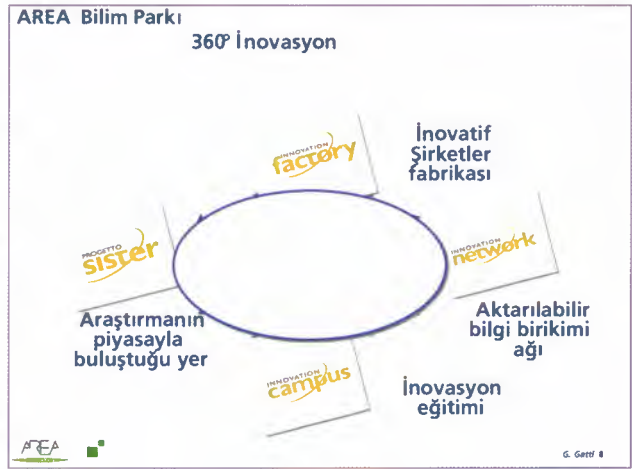 AREA Bilim Parkı
360° İnovasyon
INNOVATION
factory
İnovatif
Şirketler
fabrikası
PROGETTO
sister
INNOVATION
network
Araştırmanın
piyasayla
buluştuğu yer
Aktarılabilir
bilgi birikimi
ağı
INNOVATION
campus
İnovasyon
eğitimi
AREA
G. Gatti 8